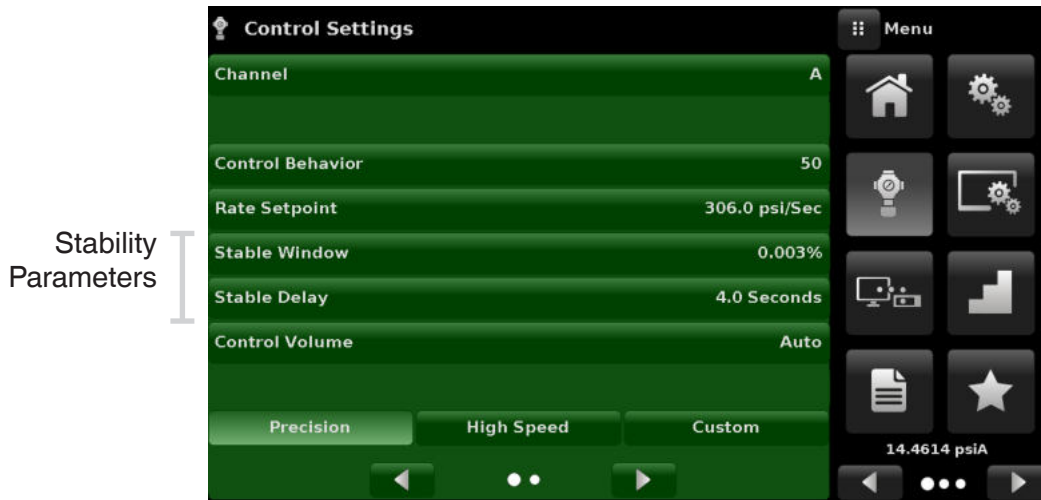 Control Settings
Menu
Channel A
Control Behavior 50
Rate Setpoint 306.0 psi/Sec
Stability
Parameters
Stable Window 0.003%
Stable Delay 4.0 Seconds
Control Volume Auto
Precision High Speed Custom
14.4614 psiA